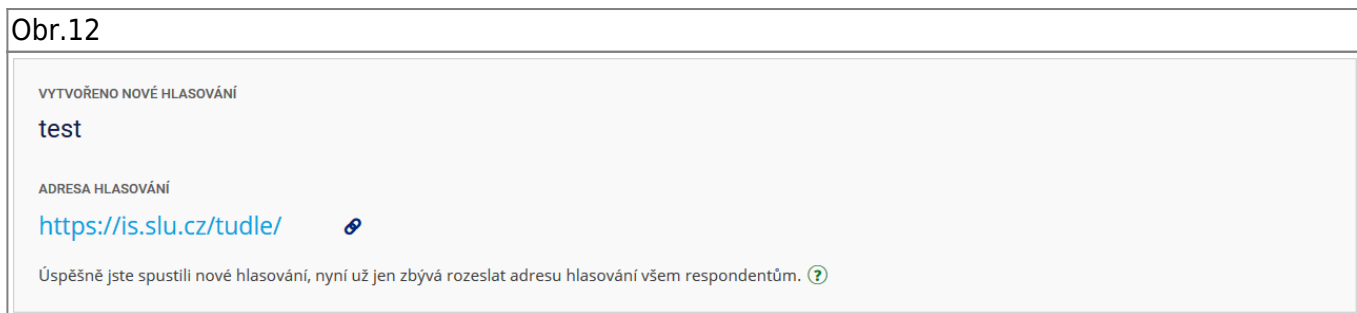 Obr.12
VYTVOŘENO NOVÉ HLASOVÁNÍ
test
ADRESA HLASOVÁNÍ
https://is.slu.cz/tudle/
Úspěšně jste spustili nové hlasování, nyní už jen zbývá rozeslat adresu hlasování všem respondentům. ?